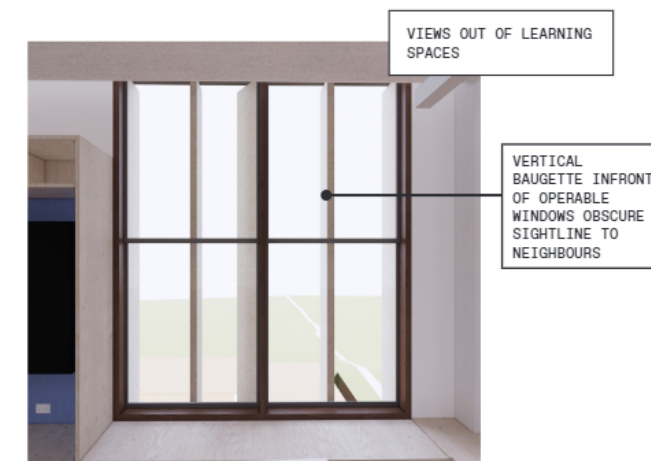 VIEWS OUT OF LEARNING
SPACES
VERTICAL
BAUGETTE INFRONT
OF OPERABLE
WINDOWS OBSCURE
SIGHTLINE TO
NEIGHBOURS